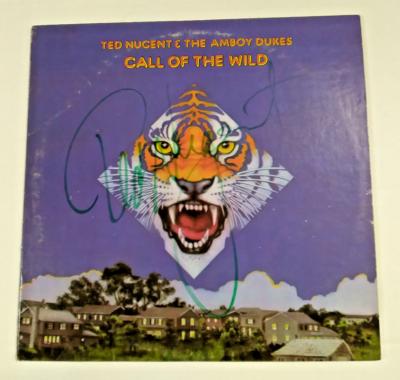 TED NUGENT & THE AMBOY DUKES
CALL OF THE WILD